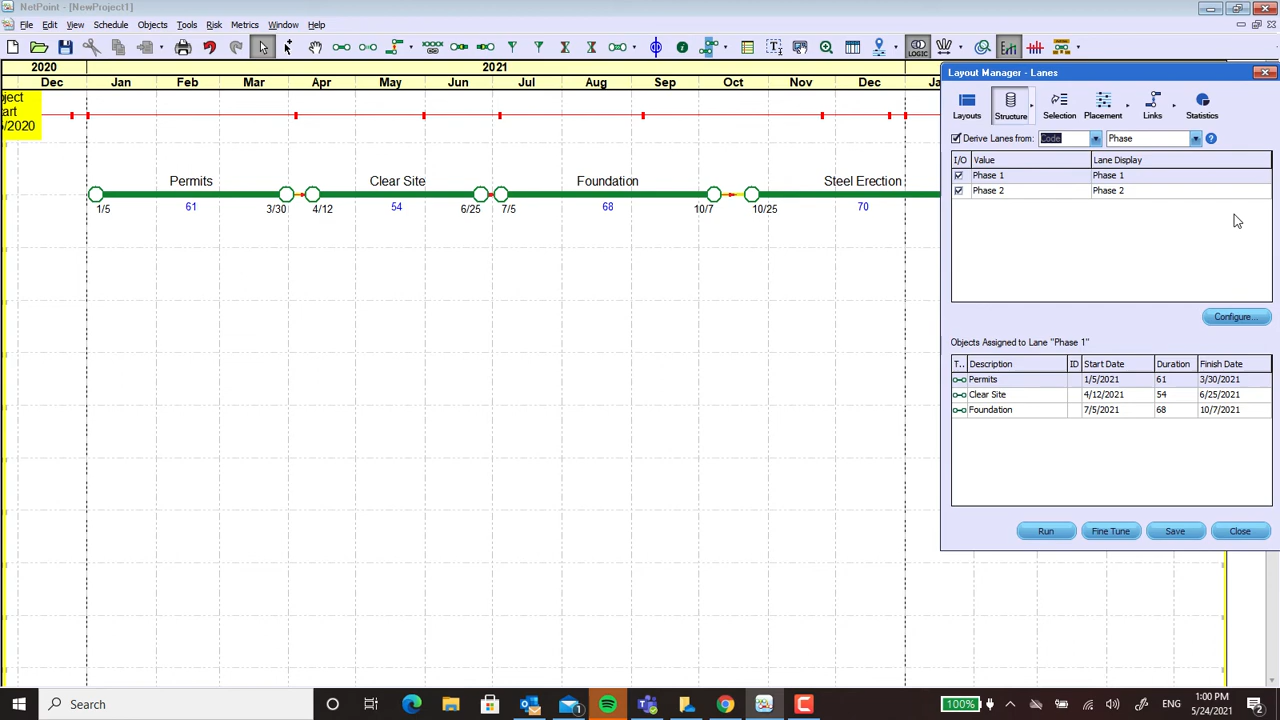 NetPoint - [NewProject1]
File Edit View Schedule Objects Tools Risk Metrics Window Help
LOGIC
2020 2021
Dec Jan Feb Mar Apr May Jun Jul Aug Sep Oct Nov Dec Ja
oject
art
/2020
Permits Clear Site Foundation Steel Erection
1/5 61 3/30 4/12 54 6/25 7/5 68 10/7 10/25 70
Layout Manager - Lanes
Layouts Structure Selection Placement Links Statistics
Derive Lanes from: Code Phase
I/O Value Lane Display
Phase 1 Phase 1
Phase 2 Phase 2
Configure...
Objects Assigned to Lane "Phase 1"
T.. Description ID Start Date Duration Finish Date
Permits 1/5/2021 61 3/30/2021
Clear Site 4/12/2021 54 6/25/2021
Foundation 7/5/2021 68 10/7/2021
Run Fine Tune Save Close
Search
100% ENG 1:00 PM
5/24/2021